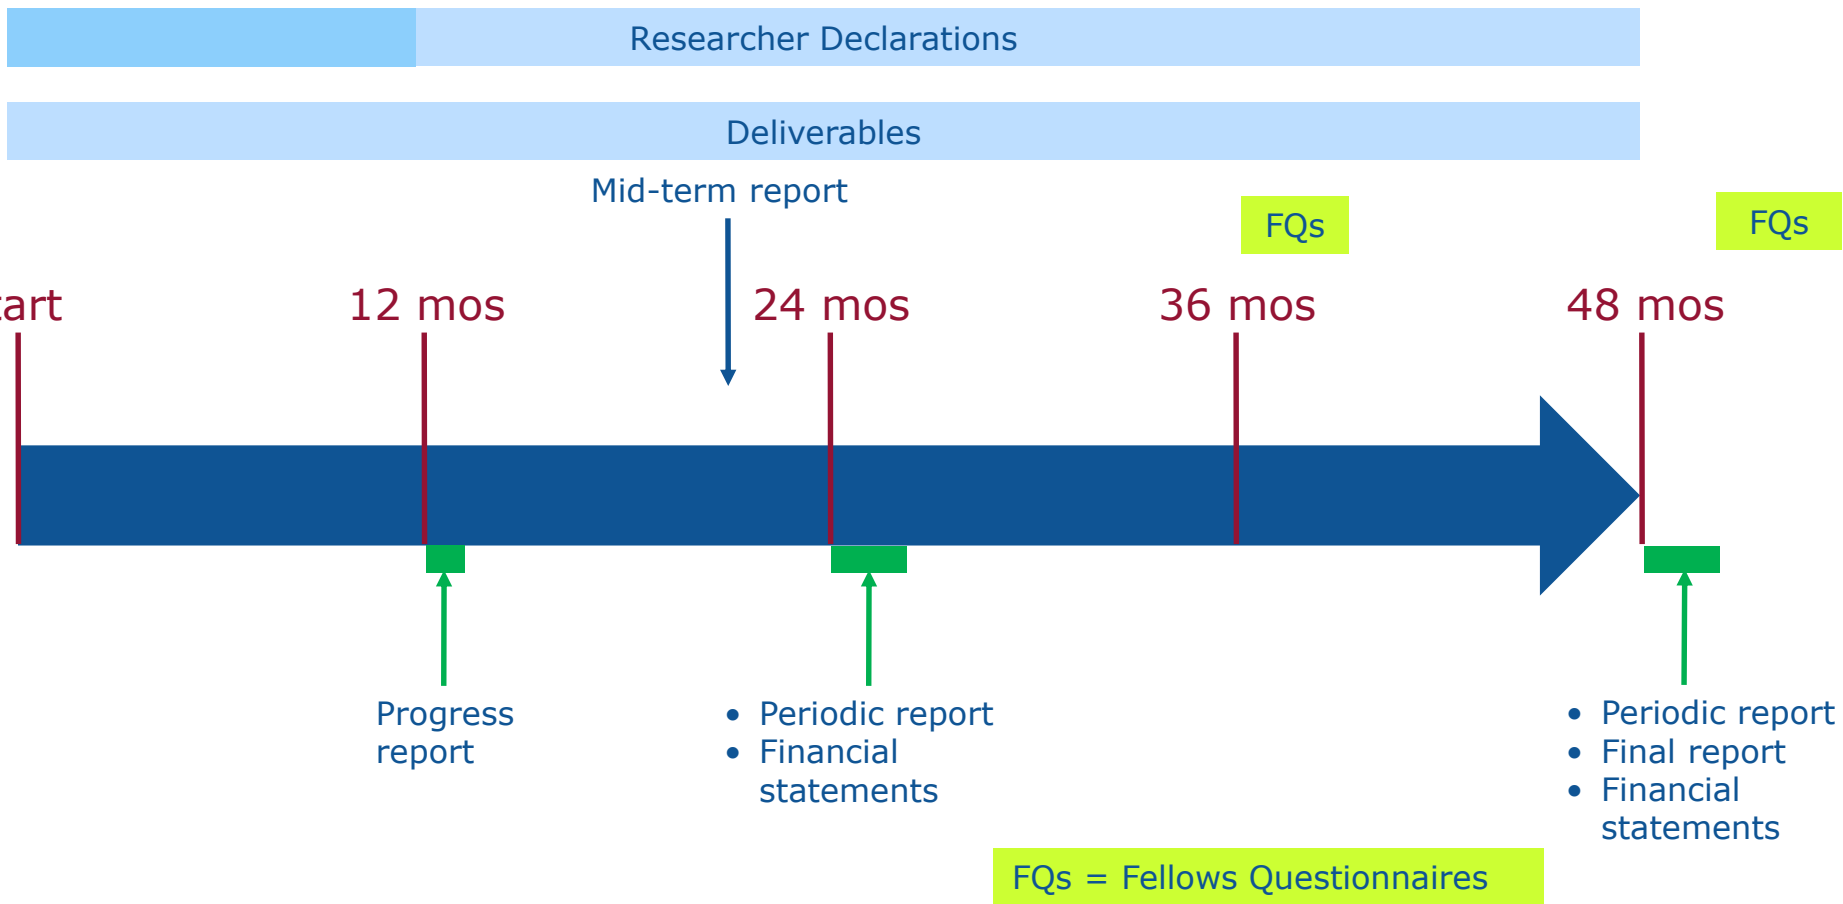 Researcher Declarations
Deliverables
Mid-term report
FQs
FQs
tart
12 mos
24 mos
36 mos
48 mos
Progress
report
• Periodic report
• Financial
statements
• Periodic report
• Final report
• Financial
statements
FQs = Fellows Questionnaires